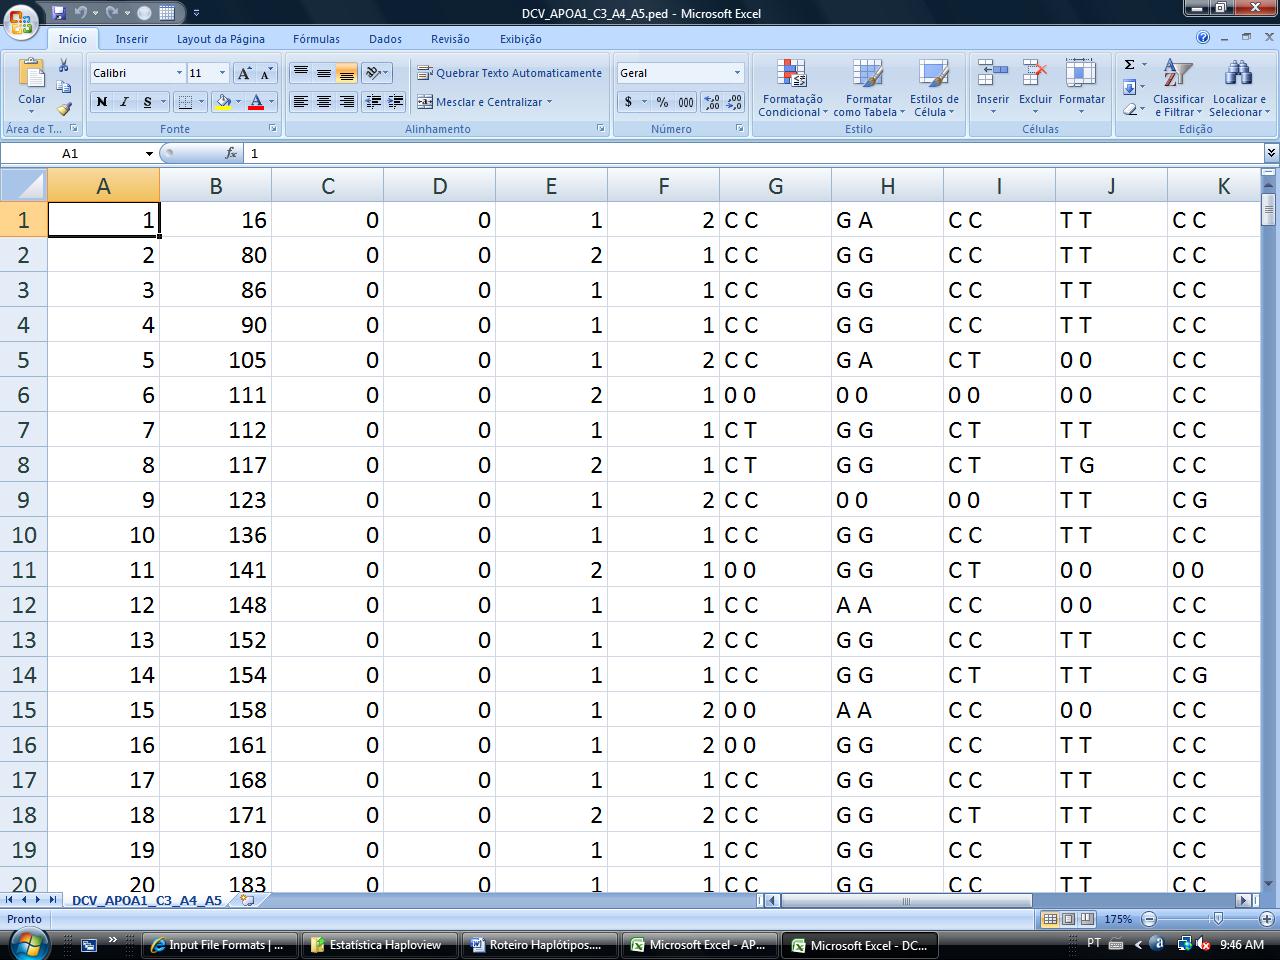 DCV_APOA1_C3_A4_A5.ped - Microsoft Excel
Início Inserir Layout da Página Fórmulas Dados Revisão Exibição
Colar
Calibri 11
N I S
Quebrar Texto Automaticamente
Mesclar e Centralizar
Geral
$ % 000
Formatação Condicional
Formatar como Tabela
Estilos de Célula
Inserir Excluir Formatar
Classificar e Filtrar
Localizar e Selecionar
Área de T... Fonte Alinhamento Número Estilo Células Edição
A1 fx 1
A B C D E F G H I J K
1 1 16 0 0 1 2 C C G A C C T T C C
2 2 80 0 0 2 1 C C G G C C T T C C
3 3 86 0 0 1 1 C C G G C C T T C C
4 4 90 0 0 1 1 C C G G C C T T C C
5 5 105 0 0 1 2 C C G A C T 0 0 C C
6 6 111 0 0 2 1 0 0 0 0 0 0 0 0 C C
7 7 112 0 0 1 1 C T G G C T T T C C
8 8 117 0 0 2 1 C T G G C T T G C C
9 9 123 0 0 1 2 C C 0 0 0 0 T T C G
10 10 136 0 0 1 1 C C G G C C T T C C
11 11 141 0 0 2 1 0 0 G G C T 0 0 0 0
12 12 148 0 0 1 1 C C A A C C 0 0 C C
13 13 152 0 0 1 2 C C G G C C T T C C
14 14 154 0 0 1 1 C C G G C T T T C G
15 15 158 0 0 1 2 0 0 A A C C 0 0 C C
16 16 161 0 0 1 2 0 0 G G C C T T C C
17 17 168 0 0 1 1 C C G G C C T T C C
18 18 171 0 0 2 2 C C G G C T T T C C
19 19 180 0 0 1 1 C C G G C C T T C C
20 20 183 0 0 1 1 C C G G C C T T C C
DCV_APOA1_C3_A4_A5
Pronto 175%
Input File Formats | ... Estatística Haploview Roteiro Haplótipos.... Microsoft Excel - AP... Microsoft Excel - DC... PT 9:46 AM